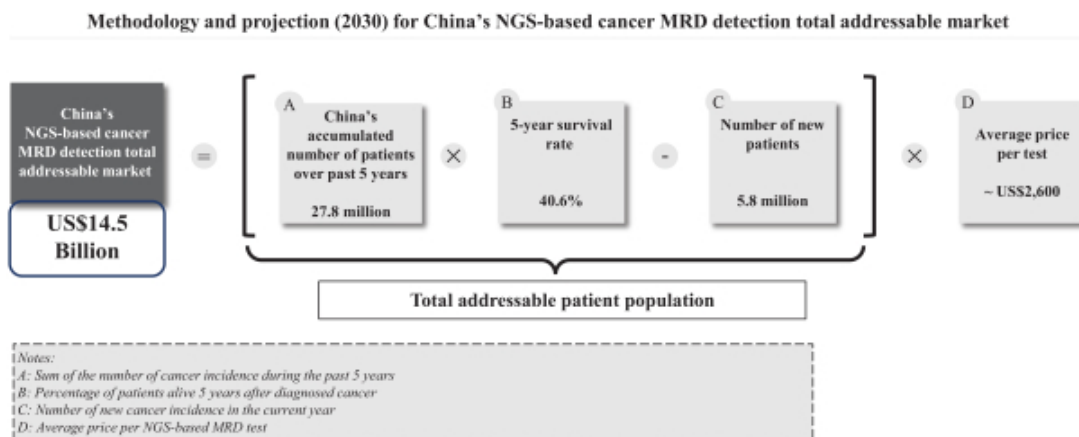 Methodology and projection (2030) for China's NGS-based cancer MRD detection total addressable market
China's
NGS-based cancer
MRD detection total
addressable market
US$14.5
Billion
=
A
China's
accumulated
number of patients
over past 5 years
27.8 million
×
B
5-year survival
rate
40.6%
-
C
Number of new
patients
5.8 million
×
D
Average price
per test
~ US$2,600
Total addressable patient population
Notes:
A: Sum of the number of cancer incidence during the past 5 years
B: Percentage of patients alive 5 years after diagnosed cancer
C: Number of new cancer incidence in the current year
D: Average price per NGS-based MRD test